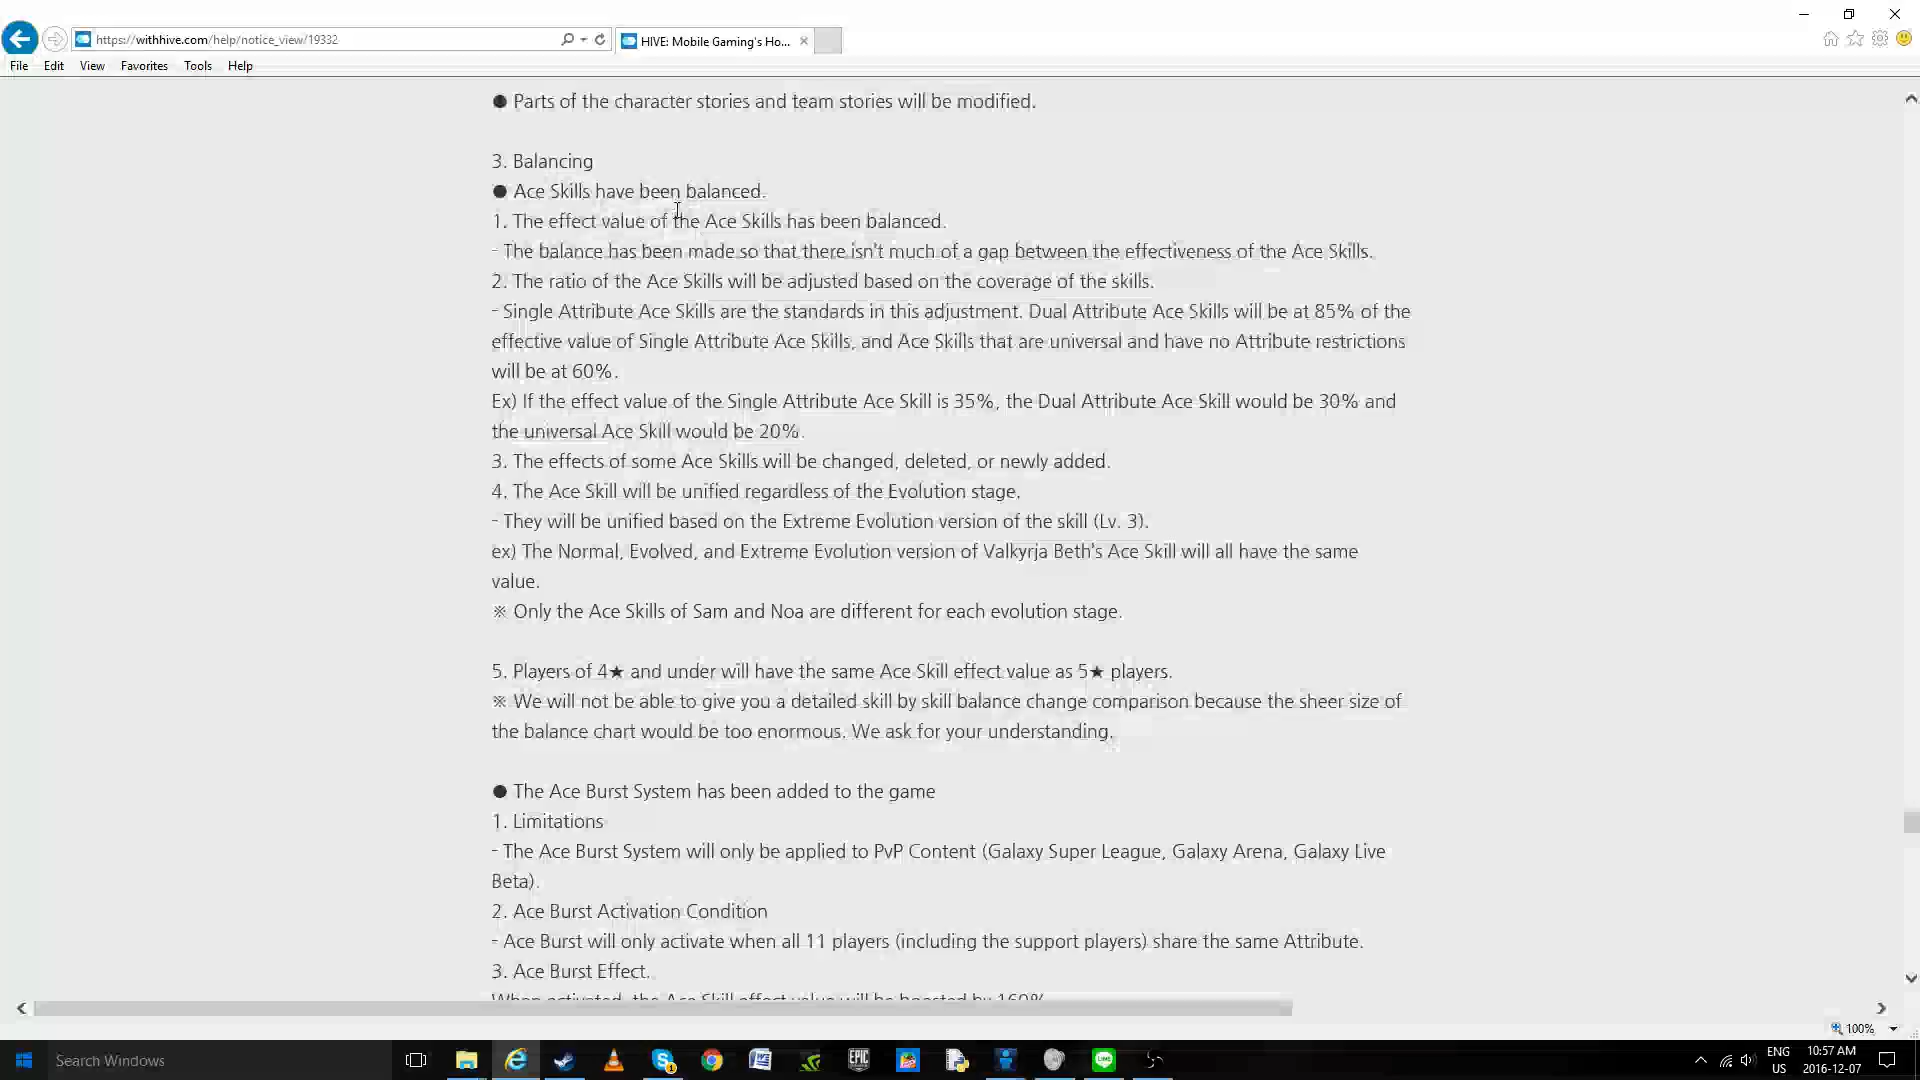 https://withhive.com/help/notice_view/19332
HIVE: Mobile Gaming's Ho...
File Edit View Favorites Tools Help
● Parts of the character stories and team stories will be modified.
3. Balancing
● Ace Skills have been balanced.
1. The effect value of the Ace Skills has been balanced.
- The balance has been made so that there isn't much of a gap between the effectiveness of the Ace Skills.
2. The ratio of the Ace Skills will be adjusted based on the coverage of the skills.
- Single Attribute Ace Skills are the standards in this adjustment. Dual Attribute Ace Skills will be at 85% of the
effective value of Single Attribute Ace Skills, and Ace Skills that are universal and have no Attribute restrictions
will be at 60%.
Ex) If the effect value of the Single Attribute Ace Skill is 35%, the Dual Attribute Ace Skill would be 30% and
the universal Ace Skill would be 20%.
3. The effects of some Ace Skills will be changed, deleted, or newly added.
4. The Ace Skill will be unified regardless of the Evolution stage.
- They will be unified based on the Extreme Evolution version of the skill (Lv. 3).
ex) The Normal, Evolved, and Extreme Evolution version of Valkyrja Beth's Ace Skill will all have the same
value.
※ Only the Ace Skills of Sam and Noa are different for each evolution stage.
5. Players of 4★ and under will have the same Ace Skill effect value as 5★ players.
※ We will not be able to give you a detailed skill by skill balance change comparison because the sheer size of
the balance chart would be too enormous. We ask for your understanding.
● The Ace Burst System has been added to the game
1. Limitations
- The Ace Burst System will only be applied to PvP Content (Galaxy Super League, Galaxy Arena, Galaxy Live
Beta).
2. Ace Burst Activation Condition
- Ace Burst will only activate when all 11 players (including the support players) share the same Attribute.
3. Ace Burst Effect.
When activated, the Ace Skill effect value will be boosted by 160%
100%
Search Windows
EPIC
ENG
US
10:57 AM
2016-12-07